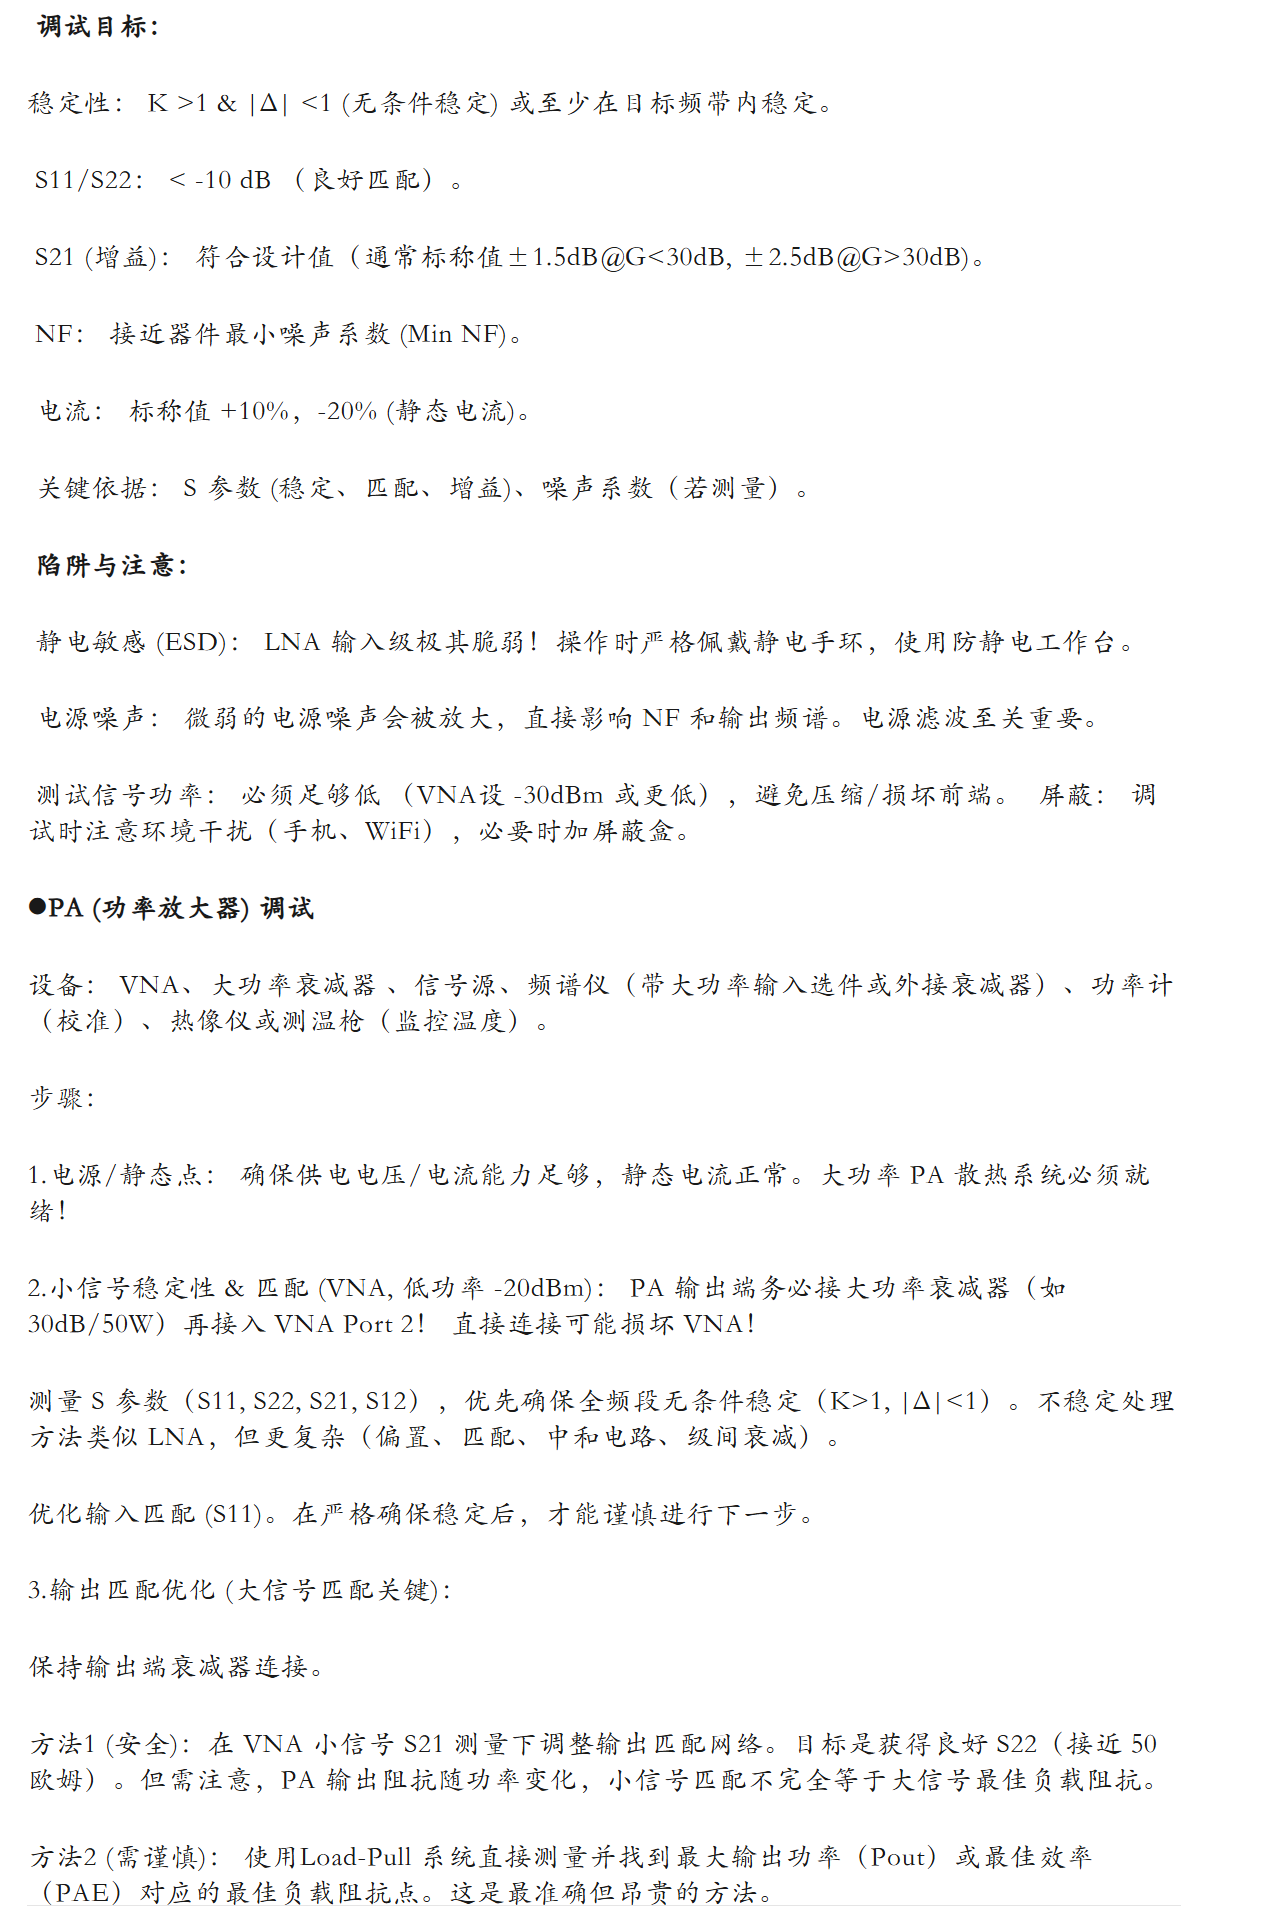 调试目标：
稳定性： K >1 & |Δ| <1 (无条件稳定) 或至少在目标频带内稳定。
S11/S22： < -10 dB （良好匹配）。
S21 (增益)： 符合设计值（通常标称值±1.5dB@G<30dB, ±2.5dB@G>30dB)。
NF： 接近器件最小噪声系数 (Min NF)。
电流： 标称值 +10%，-20% (静态电流)。
关键依据： S 参数 (稳定、匹配、增益)、噪声系数（若测量）。
陷阱与注意：
静电敏感 (ESD)： LNA 输入级极其脆弱！操作时严格佩戴静电手环，使用防静电工作台。
电源噪声： 微弱的电源噪声会被放大，直接影响 NF 和输出频谱。电源滤波至关重要。
测试信号功率： 必须足够低 （VNA设 -30dBm 或更低），避免压缩/损坏前端。 屏蔽： 调
试时注意环境干扰（手机、WiFi），必要时加屏蔽盒。
●PA (功率放大器) 调试
设备： VNA、大功率衰减器 、信号源、频谱仪（带大功率输入选件或外接衰减器）、功率计
（校准）、热像仪或测温枪（监控温度）。
步骤：
1.电源/静态点： 确保供电电压/电流能力足够，静态电流正常。大功率 PA 散热系统必须就
绪！
2.小信号稳定性 & 匹配 (VNA, 低功率 -20dBm)： PA 输出端务必接大功率衰减器（如
30dB/50W）再接入 VNA Port 2！ 直接连接可能损坏 VNA！
测量 S 参数（S11, S22, S21, S12），优先确保全频段无条件稳定（K>1, |Δ|<1）。不稳定处理
方法类似 LNA，但更复杂（偏置、匹配、中和电路、级间衰减）。
优化输入匹配 (S11)。在严格确保稳定后，才能谨慎进行下一步。
3.输出匹配优化 (大信号匹配关键)：
保持输出端衰减器连接。
方法1 (安全)： 在 VNA 小信号 S21 测量下调整输出匹配网络。目标是获得良好 S22（接近 50
欧姆）。但需注意，PA 输出阻抗随功率变化，小信号匹配不完全等于大信号最佳负载阻抗。
方法2 (需谨慎)： 使用Load-Pull 系统直接测量并找到最大输出功率（Pout）或最佳效率
（PAE）对应的最佳负载阻抗点。这是最准确但昂贵的方法。